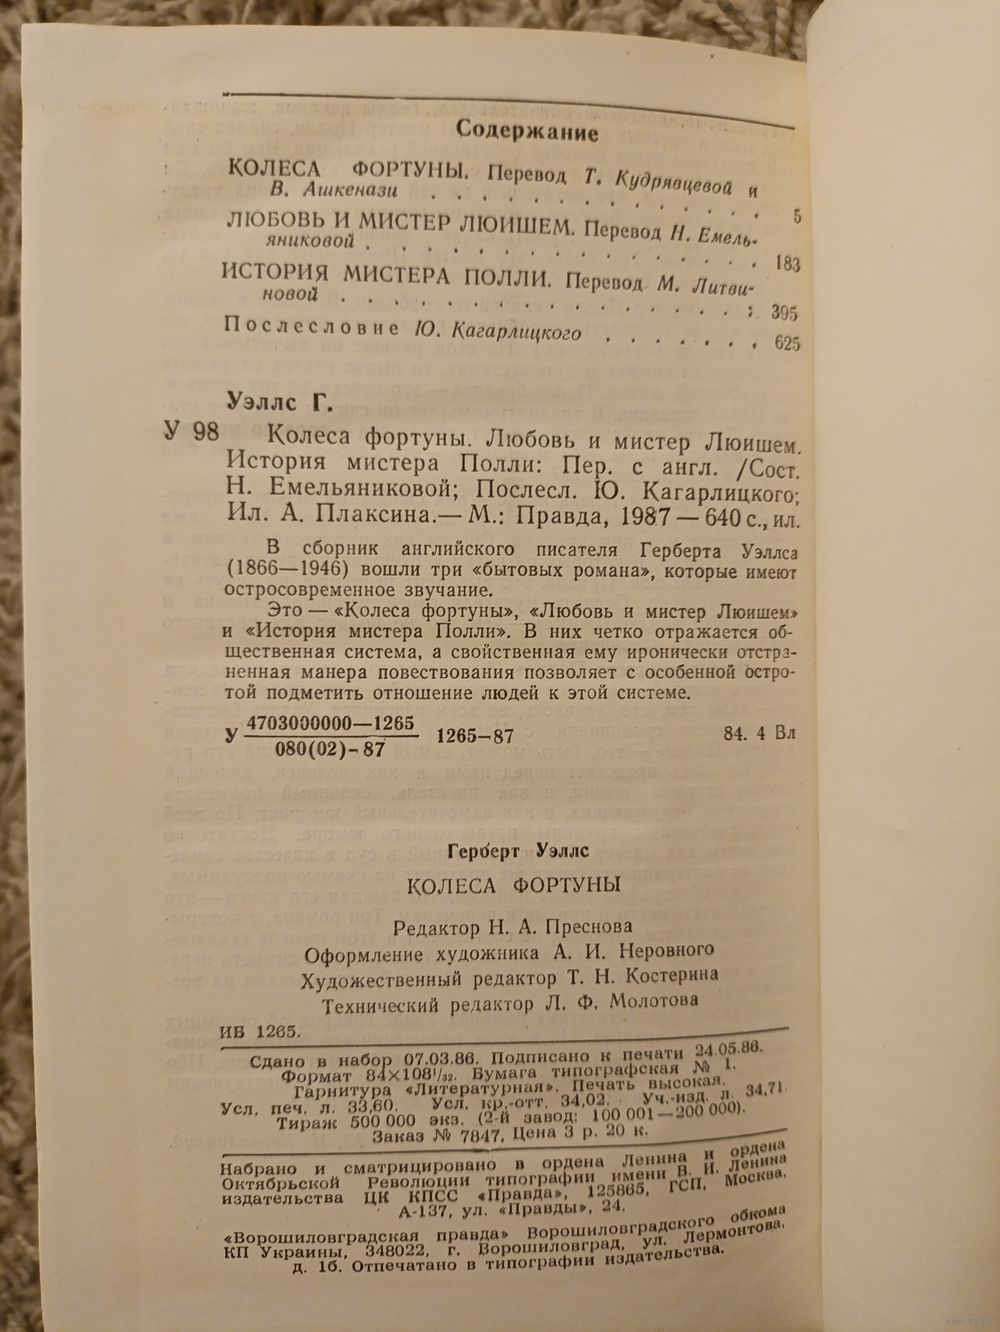 Содержание
КОЛЕСА ФОРТУНЫ. Перевод Т. Кудрявцевой и
В. Ашкенази . . . . . . . . . . . . . . 5
ЛЮБОВЬ И МИСТЕР ЛЮИШЕМ. Перевод Н. Емель-
яниковой . . . . . . . . . . . . . . . 183
ИСТОРИЯ МИСТЕРА ПОЛЛИ. Перевод М. Литви-
новой . . . . . . . . . . . . . . . . 395
Послесловие Ю. Кагарлицкого . . . . . . . 625
Уэллс Г.
У 98 Колеса фортуны. Любовь и мистер Люишем.
История мистера Полли: Пер. с англ. /Сост.
Н. Емельяниковой; Послесл. Ю. Кагарлицкого;
Ил. А. Плаксина.— М.: Правда, 1987 — 640 с., ил.
В сборник английского писателя Герберта Уэллса
(1866—1946) вошли три «бытовых романа», которые имеют
остросовременное звучание.
Это — «Колеса фортуны», «Любовь и мистер Люишем»
и «История мистера Полли». В них четко отражается об-
щественная система, а свойственная ему иронически отстра-
ненная манера повествования позволяет с особенной остро-
той подметить отношение людей к этой системе.
У 4703000000—1265
080(02)-87 1265-87 84. 4 Вл
Герберт Уэллс
КОЛЕСА ФОРТУНЫ
Редактор Н. А. Преснова
Оформление художника А. И. Неровного
Художественный редактор Т. Н. Костерина
Технический редактор Л. Ф. Молотова
ИБ 1265.
Сдано в набор 07.03.86. Подписано к печати 24.05.86.
Формат 84×108¹/₃₂. Бумага типографская № 1.
Гарнитура «Литературная». Печать высокая.
Усл. печ. л. 33,60. Усл. кр.-отт. 34,02. Уч.-изд. л. 34,71.
Тираж 500 000 экз. (2-й завод: 100 001—200 000).
Заказ № 7847. Цена 3 р. 20 к.
Набрано и сматрицировано в ордена Ленина и ордена
Октябрьской Революции типографии имени В. И. Ленина
издательства ЦК КПСС «Правда», 125865, ГСП, Москва,
А-137, ул. «Правды», 24.
«Ворошиловградская правда» Ворошиловградского обкома
КП Украины, 348022, г. Ворошиловград, ул. Лермонтова,
д. 1б. Отпечатано в типографии издательства.